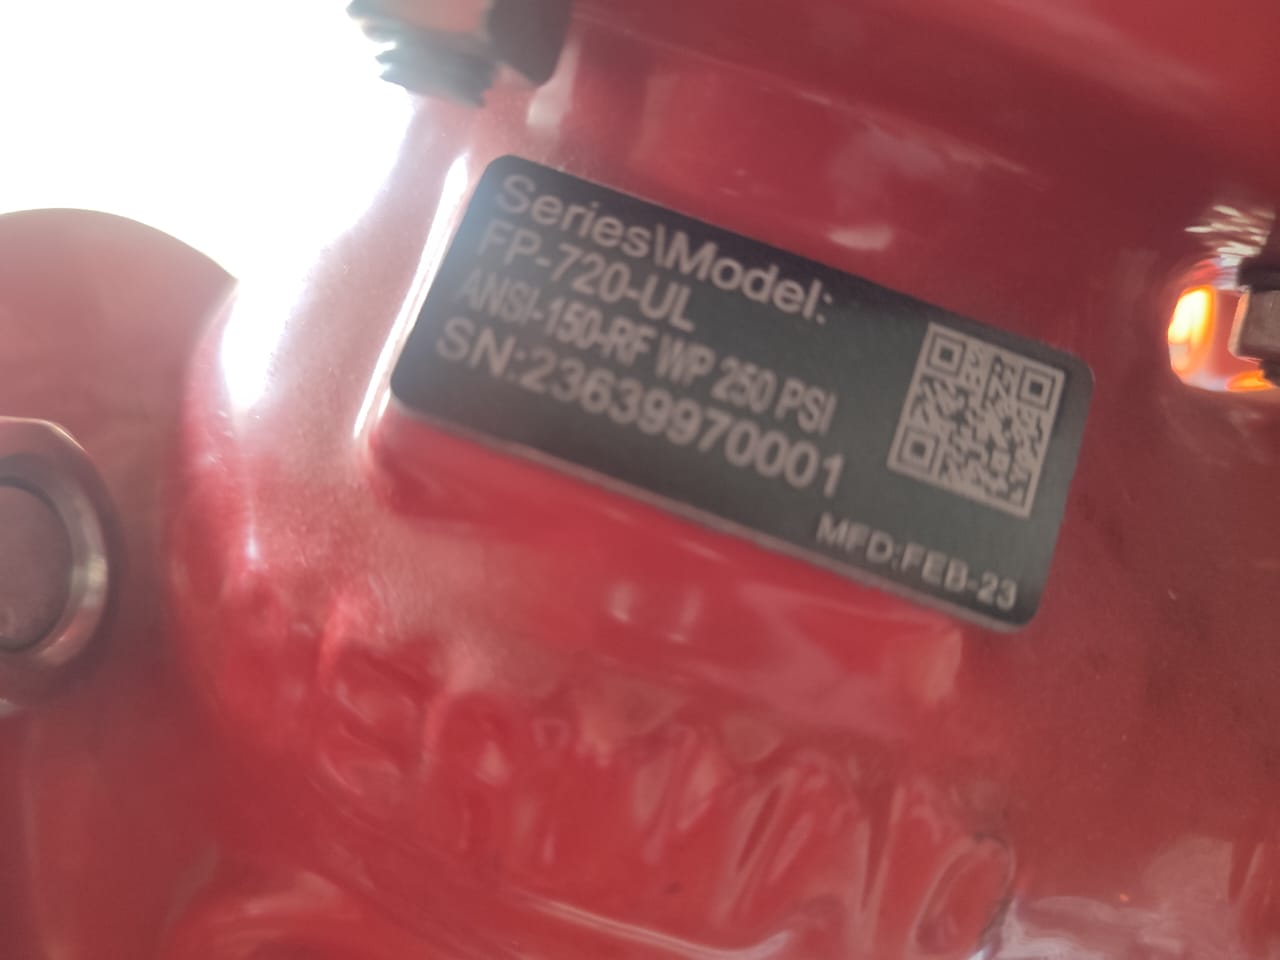 Series\Model:
FP-720-UL
ANSI-150-RF WP 250 PSI
SN:23639970001
MFD:FEB-23